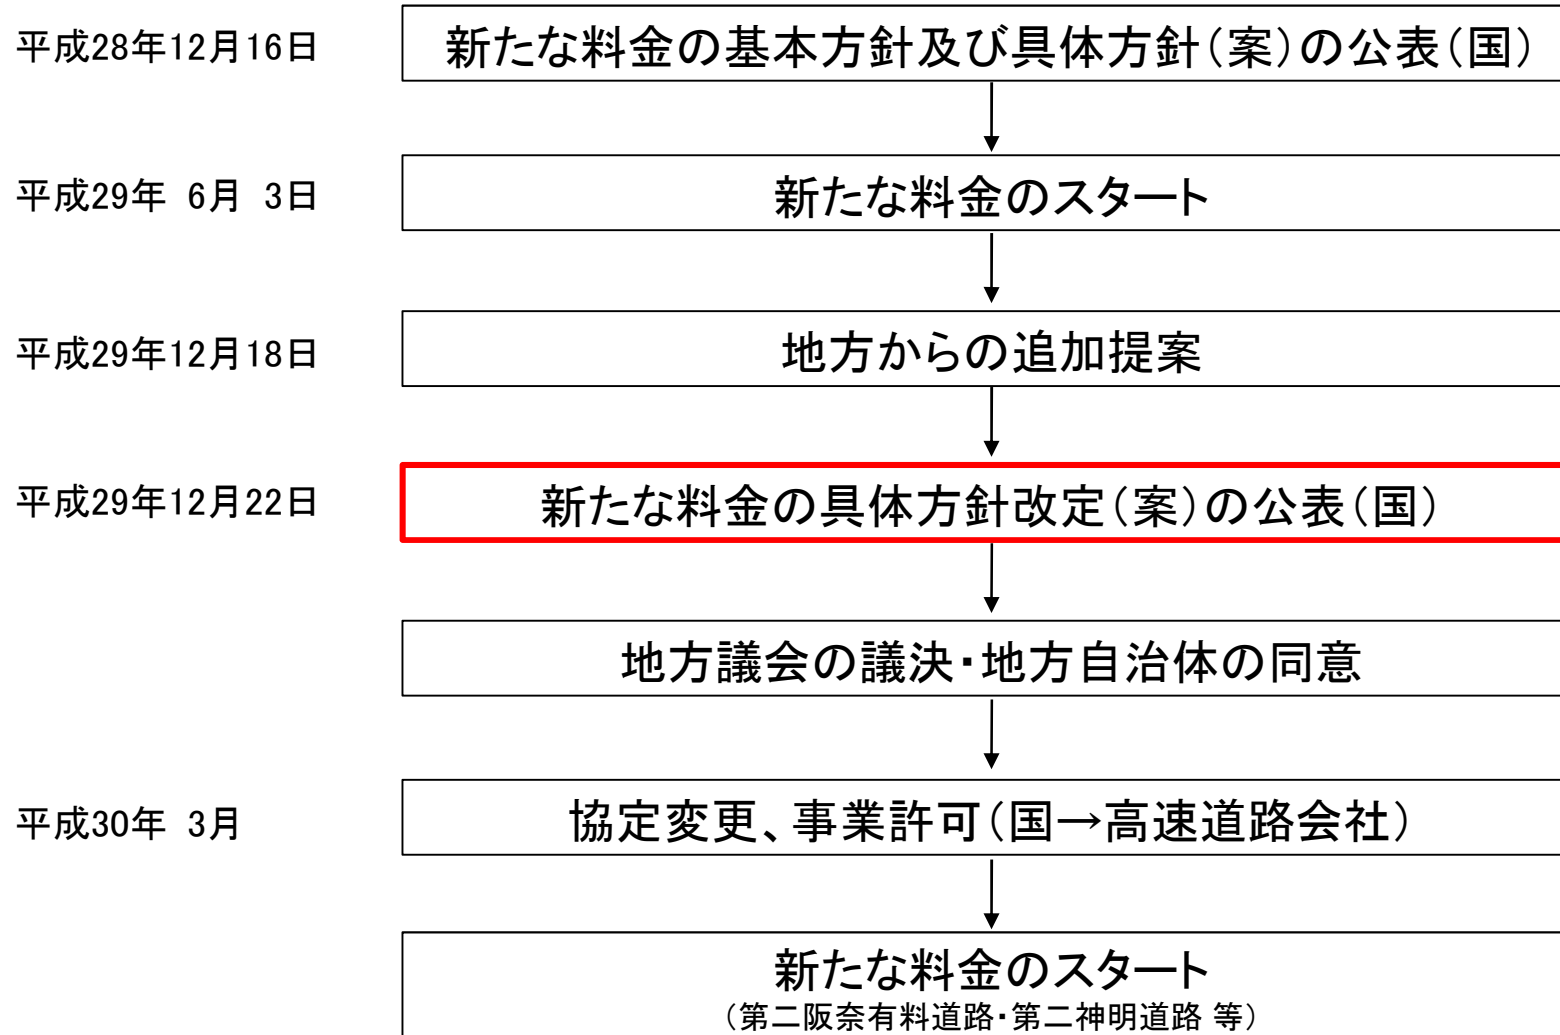 平成28年12月16日 新たな料金の基本方針及び具体方針(案)の公表(国)
平成29年 6月 3日 新たな料金のスタート
平成29年12月18日 地方からの追加提案
平成29年12月22日 新たな料金の具体方針改定(案)の公表(国)
地方議会の議決・地方自治体の同意
平成30年 3月 協定変更、事業許可(国→高速道路会社)
新たな料金のスタート
(第二阪奈有料道路・第二神明道路 等)